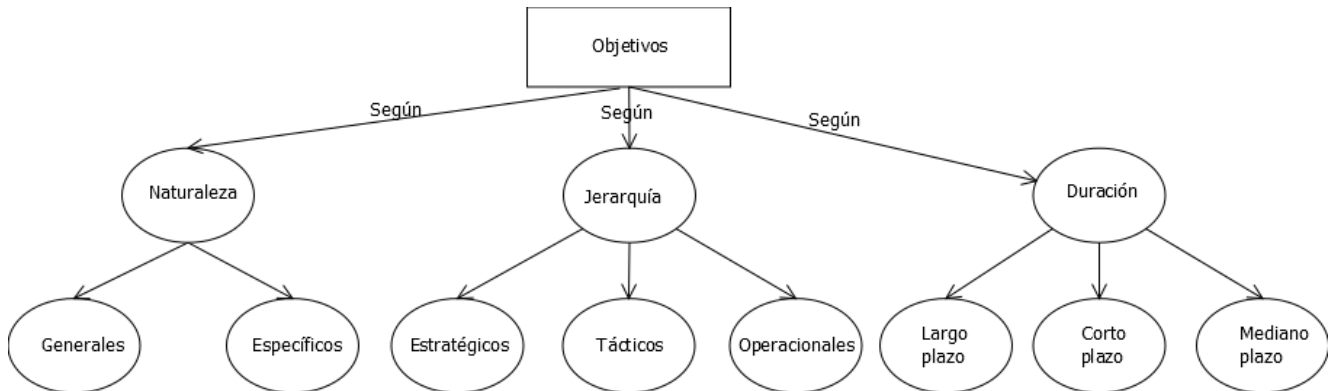 Objetivos
Según
Según
Según
Naturaleza
Jerarquía
Duración
Generales
Específicos
Estratégicos
Tácticos
Operacionales
Largo
plazo
Corto
plazo
Mediano
plazo